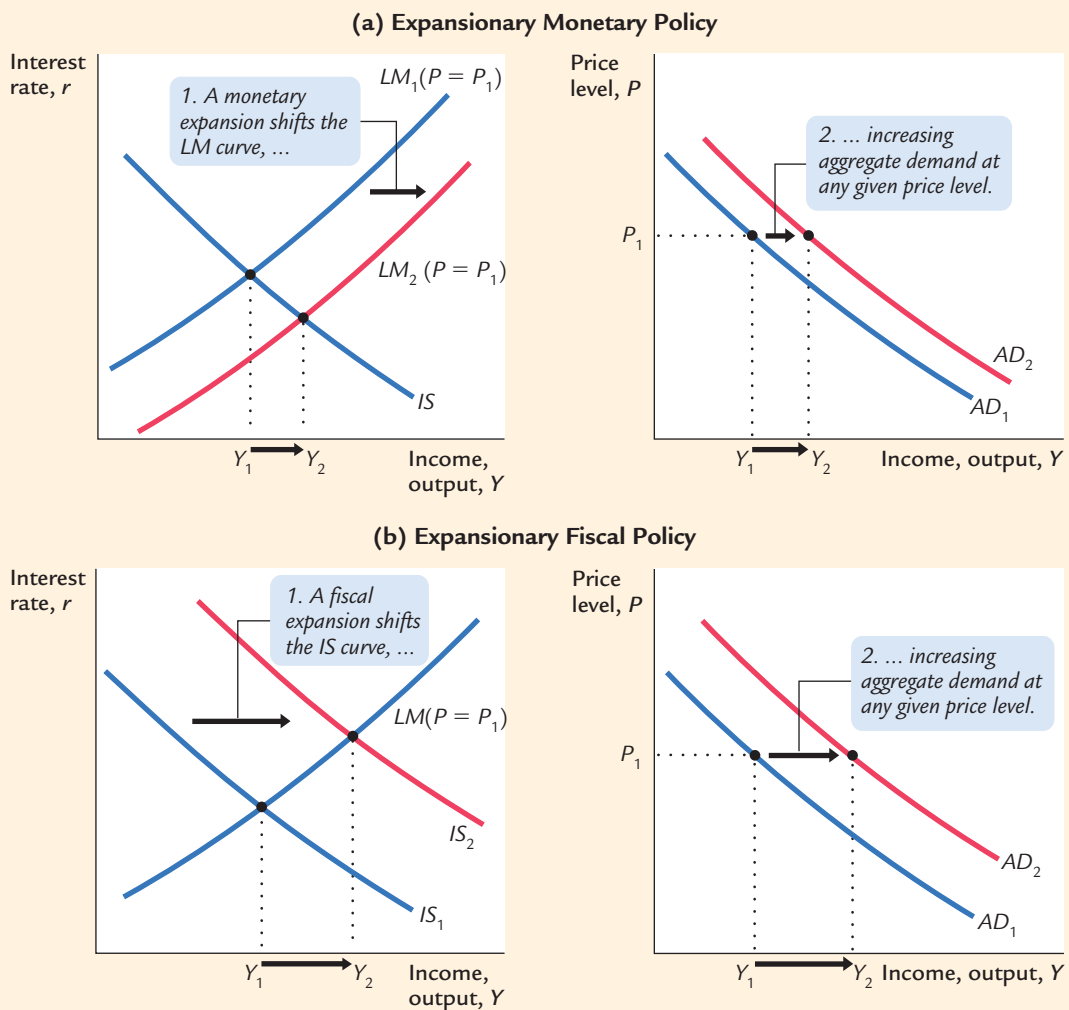 (a) Expansionary Monetary Policy
Interest
rate, r
LM₁(P = P₁)
1. A monetary
expansion shifts the
LM curve, ...
LM₂ (P = P₁)
IS
Y₁
Y₂
Income,
output, Y
Price
level, P
2. ... increasing
aggregate demand at
any given price level.
P₁
AD₂
AD₁
Y₁
Y₂
Income, output, Y
(b) Expansionary Fiscal Policy
Interest
rate, r
1. A fiscal
expansion shifts
the IS curve, ...
LM(P = P₁)
IS₂
IS₁
Y₁
Y₂
Income,
output, Y
Price
level, P
2. ... increasing
aggregate demand at
any given price level.
P₁
AD₂
AD₁
Y₁
Y₂
Income, output, Y